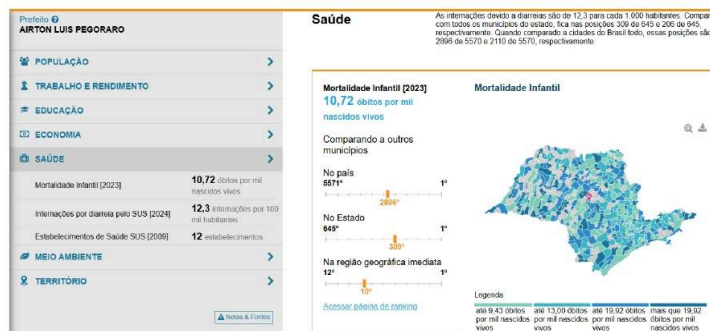 Prefeito
AIRTON LUIS PEGORARO
POPULAÇÃO
TRABALHO E RENDIMENTO
EDUCAÇÃO
ECONOMIA
SAÚDE
Mortalidade Infantil [2023]
10,72 óbitos por mil
nascidos vivos
Internações por diarreia pelo SUS [2024]
12,3 internações por 100
mil habitantes
Estabelecimentos de Saúde SUS [2009]
12 estabelecimentos
MEIO AMBIENTE
TERRITÓRIO
Notas & Fontes
Saúde
As internações devido a diarreias são de 12,3 para cada 1.000 habitantes. Compar
com todos os municípios do estado, fica nas posições 309 de 645 e 206 de 645,
respectivamente. Quando comparado a cidades do Brasil todo, essas posições são
2896 de 5570 e 2110 de 5570, respectivamente.
Mortalidade Infantil [2023]
10,72 óbitos por mil
nascidos vivos
Comparando a outros
municípios
No país
5571º 1º
2896º
No Estado
645º 1º
309º
Na região geográfica imediata
12º 1º
10º
Acessar página de ranking
Mortalidade Infantil
Legenda
até 9,43 óbitos até 13,00 óbitos até 19,92 óbitos mais que 19,92
por mil nascidos por mil nascidos por mil nascidos óbitos por mil
vivos vivos vivos nascidos vivos